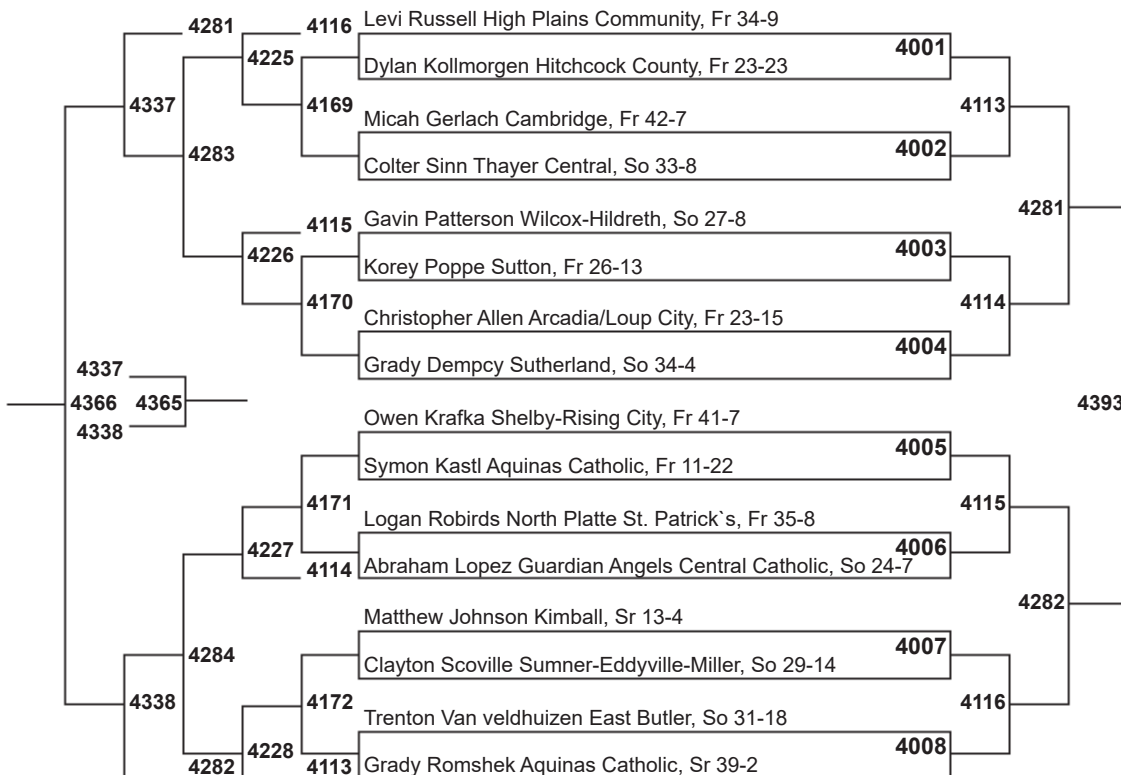 4281 4116 Levi Russell High Plains Community, Fr 34-9
4001
4225
Dylan Kollmorgen Hitchcock County, Fr 23-23
4337 4169 4113
Micah Gerlach Cambridge, Fr 42-7
4283 4002
Colter Sinn Thayer Central, So 33-8
4281
4115 Gavin Patterson Wilcox-Hildreth, So 27-8
4226 4003
Korey Poppe Sutton, Fr 26-13
4170 4114
Christopher Allen Arcadia/Loup City, Fr 23-15
4004
Grady Dempcy Sutherland, So 34-4
4337
4366 4365 4393
4338
Owen Krafka Shelby-Rising City, Fr 41-7
4005
Symon Kastl Aquinas Catholic, Fr 11-22
4171 4115
Logan Robirds North Platte St. Patrick`s, Fr 35-8
4227 4006
4114 Abraham Lopez Guardian Angels Central Catholic, So 24-7
4282
Matthew Johnson Kimball, Sr 13-4
4284 4007
Clayton Scoville Sumner-Eddyville-Miller, So 29-14
4338 4172 4116
Trenton Van veldhuizen East Butler, So 31-18
4228 4008
4282 4113 Grady Romshek Aquinas Catholic, Sr 39-2